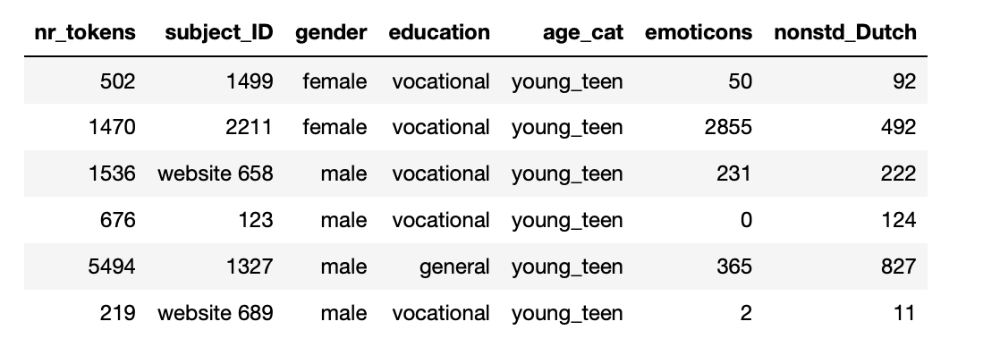 nr_tokens subject_ID gender education age_cat emoticons nonstd_Dutch
502 1499 female vocational young_teen 50 92
1470 2211 female vocational young_teen 2855 492
1536 website 658 male vocational young_teen 231 222
676 123 male vocational young_teen 0 124
5494 1327 male general young_teen 365 827
219 website 689 male vocational young_teen 2 11